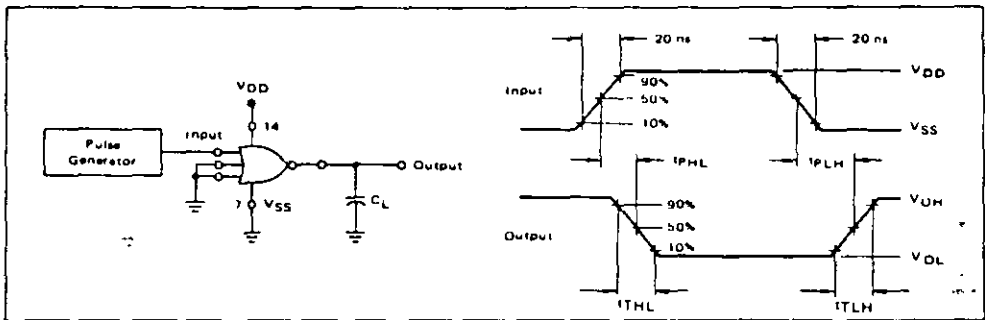 VDD
14
Input
Pulse
Generator
Output
CL
7
VSS
20 ns
20 ns
VDD
90%
Input
50%
10%
VSS
tPHL
tPLH
VOH
90%
50%
Output
10%
VOL
tTHL
tTLH